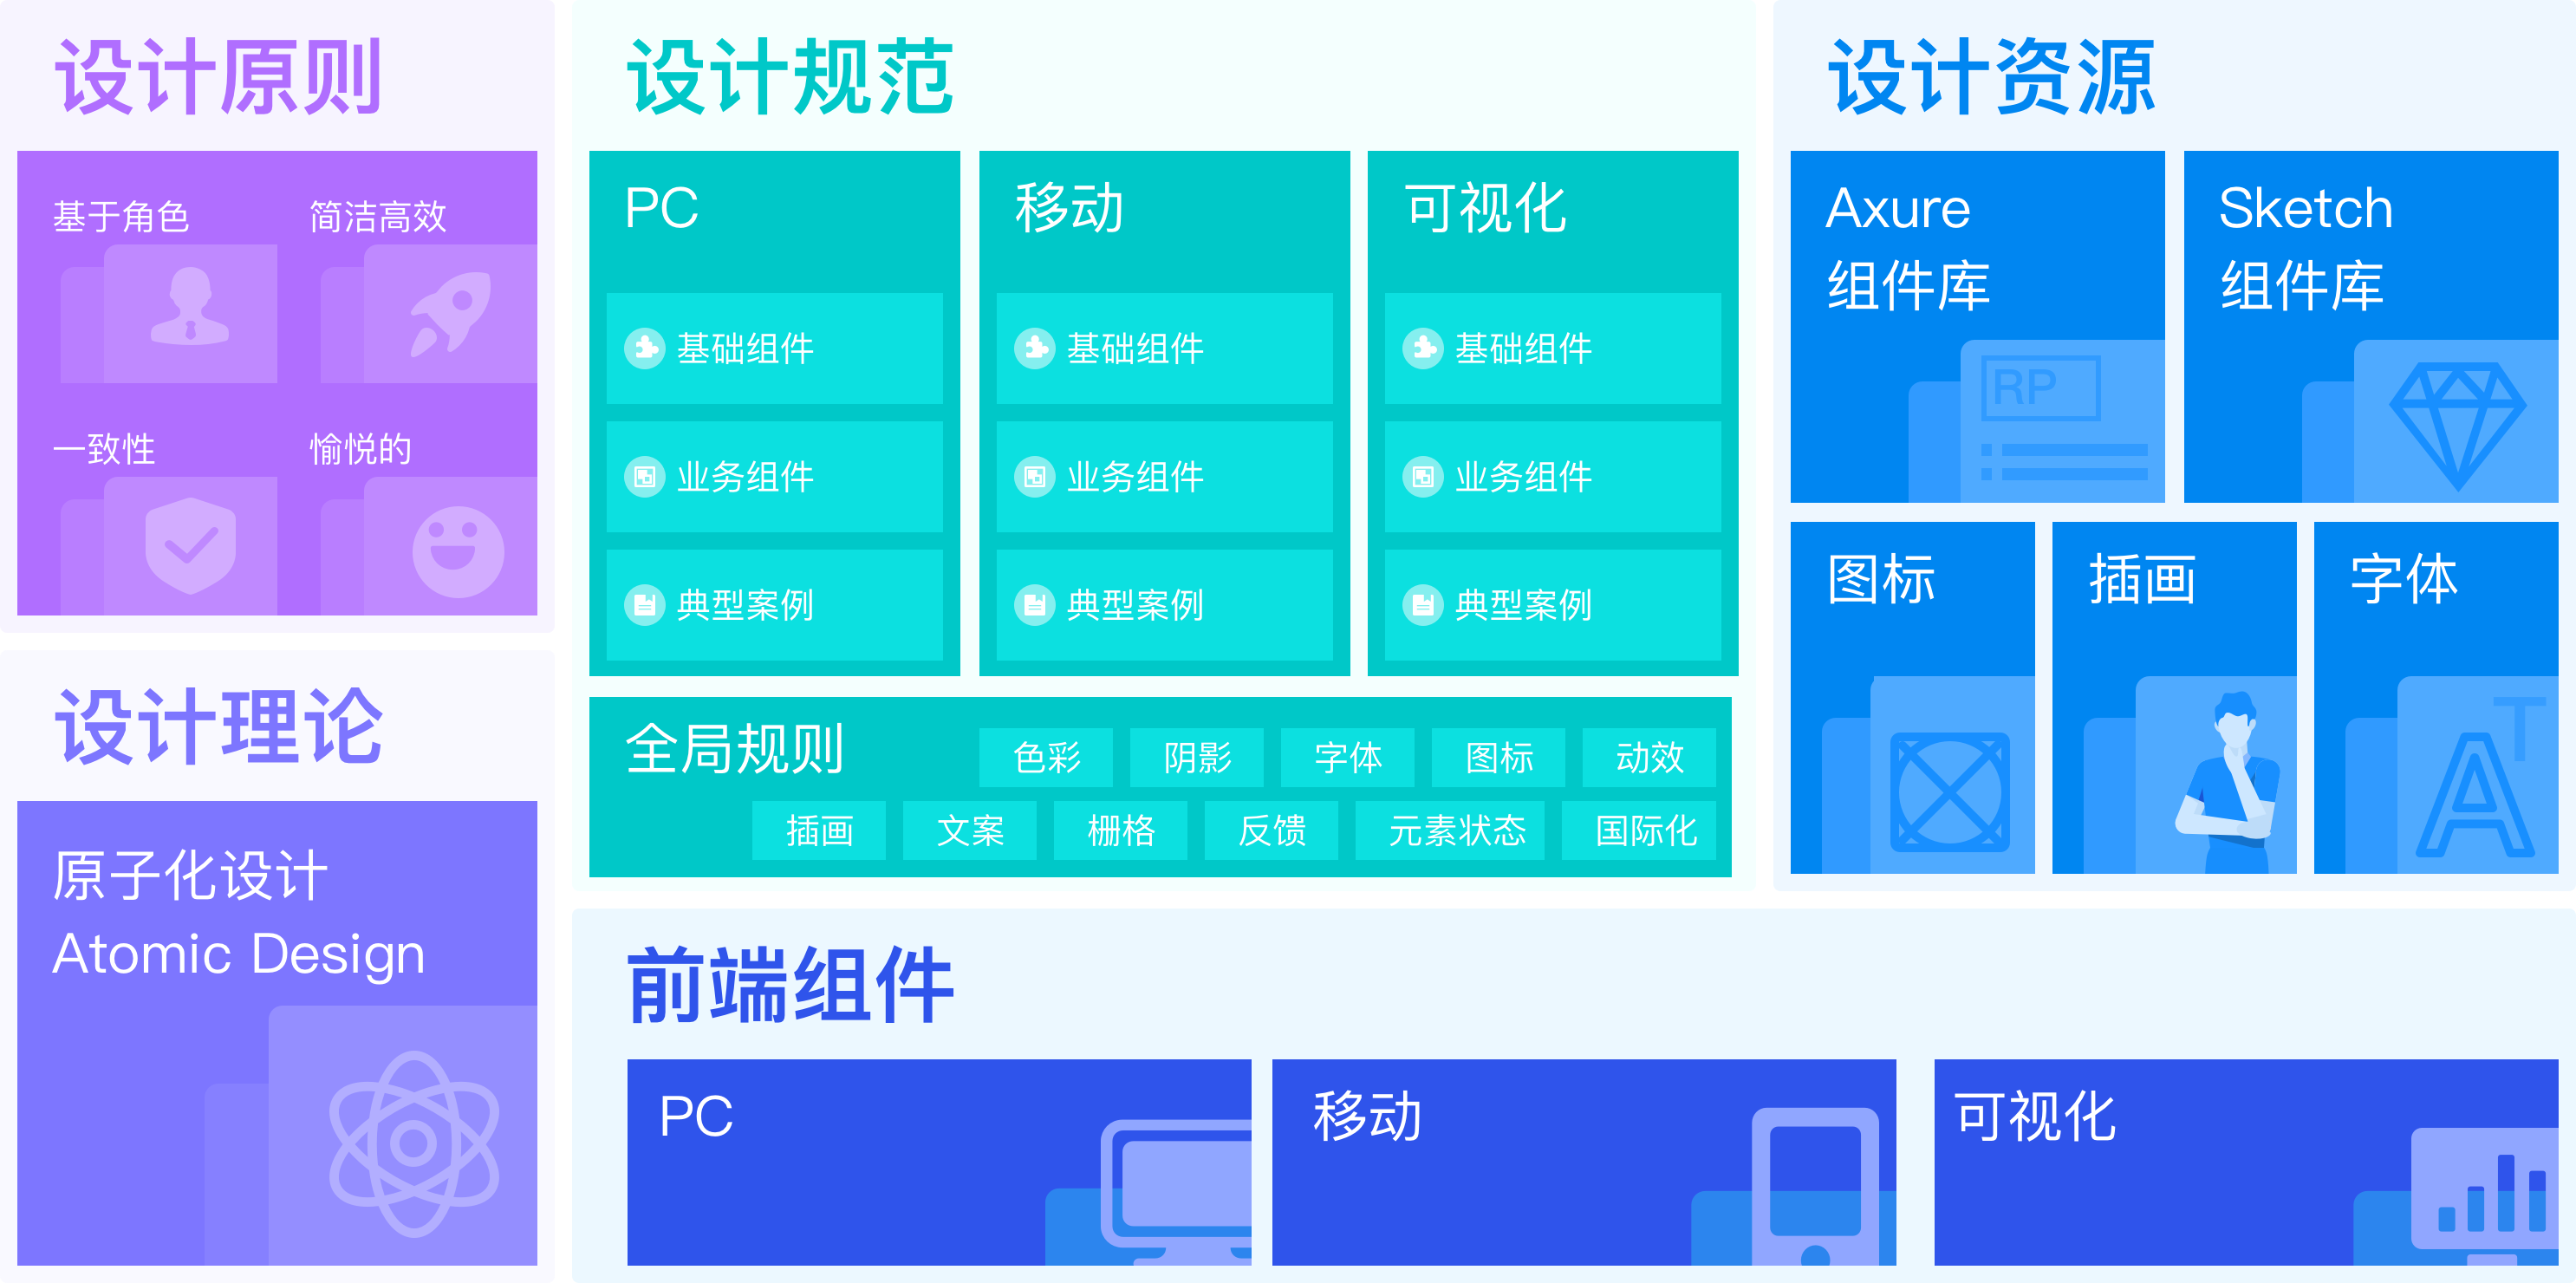 设计原则
基于角色
简洁高效
一致性
愉悦的
设计理论
原子化设计
Atomic Design
设计规范
PC
基础组件
业务组件
典型案例
移动
基础组件
业务组件
典型案例
可视化
基础组件
业务组件
典型案例
全局规则
色彩
阴影
字体
图标
动效
插画
文案
栅格
反馈
元素状态
国际化
设计资源
Axure
组件库
RP
Sketch
组件库
图标
插画
字体
T
A
前端组件
PC
移动
可视化